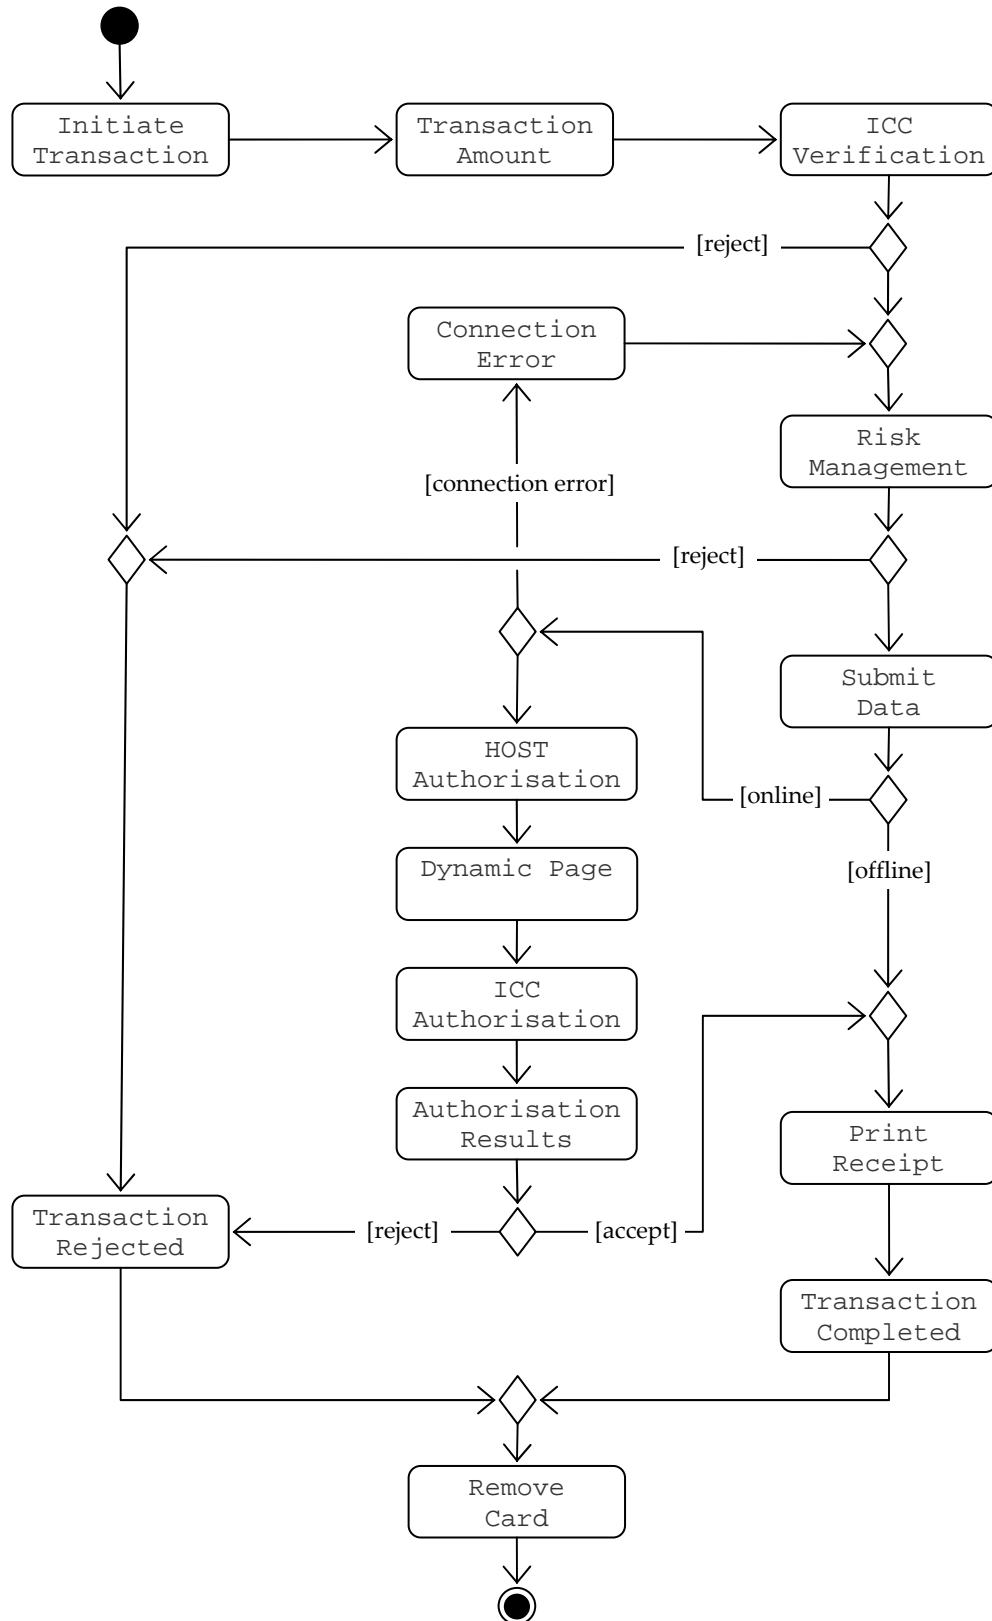 Initiate
Transaction
Transaction
Amount
ICC
Verification
[reject]
Connection
Error
Risk
Management
[connection error]
[reject]
Submit
Data
HOST
Authorisation
[online]
Dynamic Page
[offline]
ICC
Authorisation
Authorisation
Results
Print
Receipt
Transaction
Rejected
[reject]
[accept]
Transaction
Completed
Remove
Card